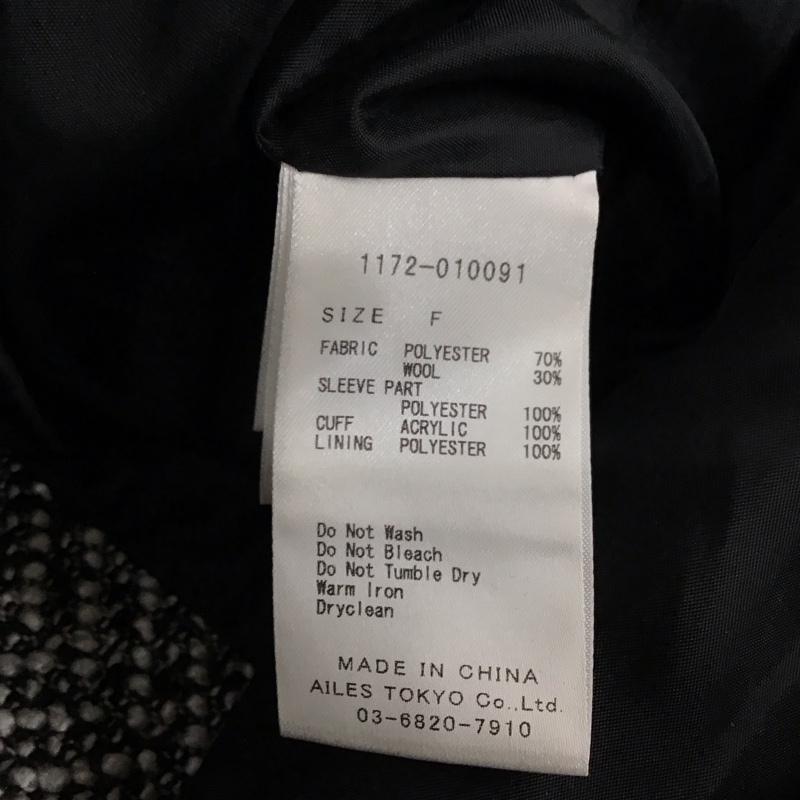 1172-010091
SIZE F
FABRIC POLYESTER 70%
WOOL 30%
SLEEVE PART
POLYESTER 100%
CUFF ACRYLIC 100%
LINING POLYESTER 100%
Do Not Wash
Do Not Bleach
Do Not Tumble Dry
Warm Iron
Dryclean
MADE IN CHINA
AILES TOKYO Co.,Ltd.
03-6820-7910